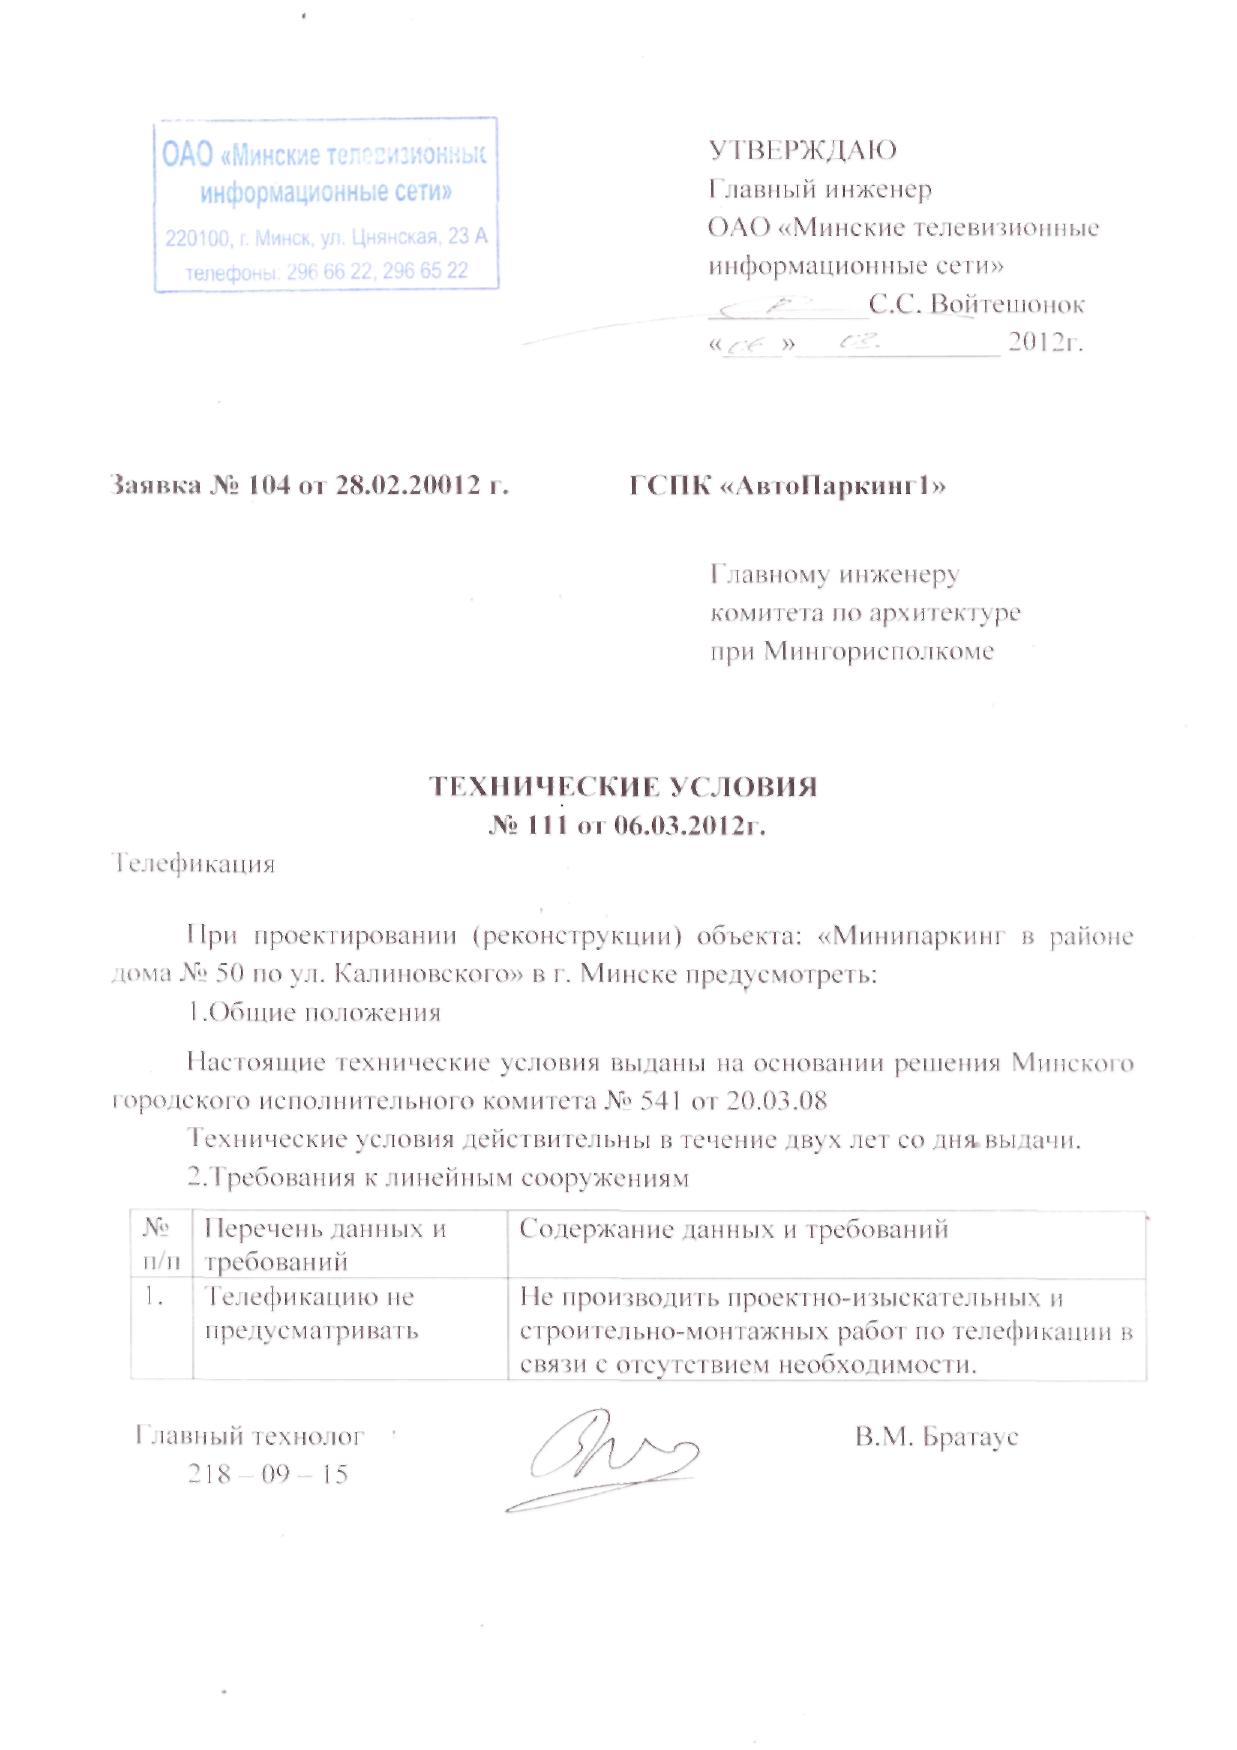 ОАО «Минские телевизионные
информационные сети»
220100, г. Минск, ул. Цнянская, 23 А
телефоны: 296 66 22, 296 65 22
УТВЕРЖДАЮ
Главный инженер
ОАО «Минские телевизионные
информационные сети»
С.С. Войтешонок
«06» 03. 2012г.
Заявка № 104 от 28.02.20012 г. ГСПК «АвтоПаркинг1»
Главному инженеру
комитета по архитектуре
при Мингорисполкоме
ТЕХНИЧЕСКИЕ УСЛОВИЯ
№ 111 от 06.03.2012г.
Телефикация
При проектировании (реконструкции) объекта: «Минипаркинг в районе
дома № 50 по ул. Калиновского» в г. Минске предусмотреть:
1.Общие положения
Настоящие технические условия выданы на основании решения Минского
городского исполнительного комитета № 541 от 20.03.08
Технические условия действительны в течение двух лет со дня выдачи.
2.Требования к линейным сооружениям
№ Перечень данных и Содержание данных и требований
п/п требований
1. Телефикацию не Не производить проектно-изыскательных и
предусматривать строительно-монтажных работ по телефикации в
связи с отсутствием необходимости.
Главный технолог В.М. Братаус
218 – 09 – 15